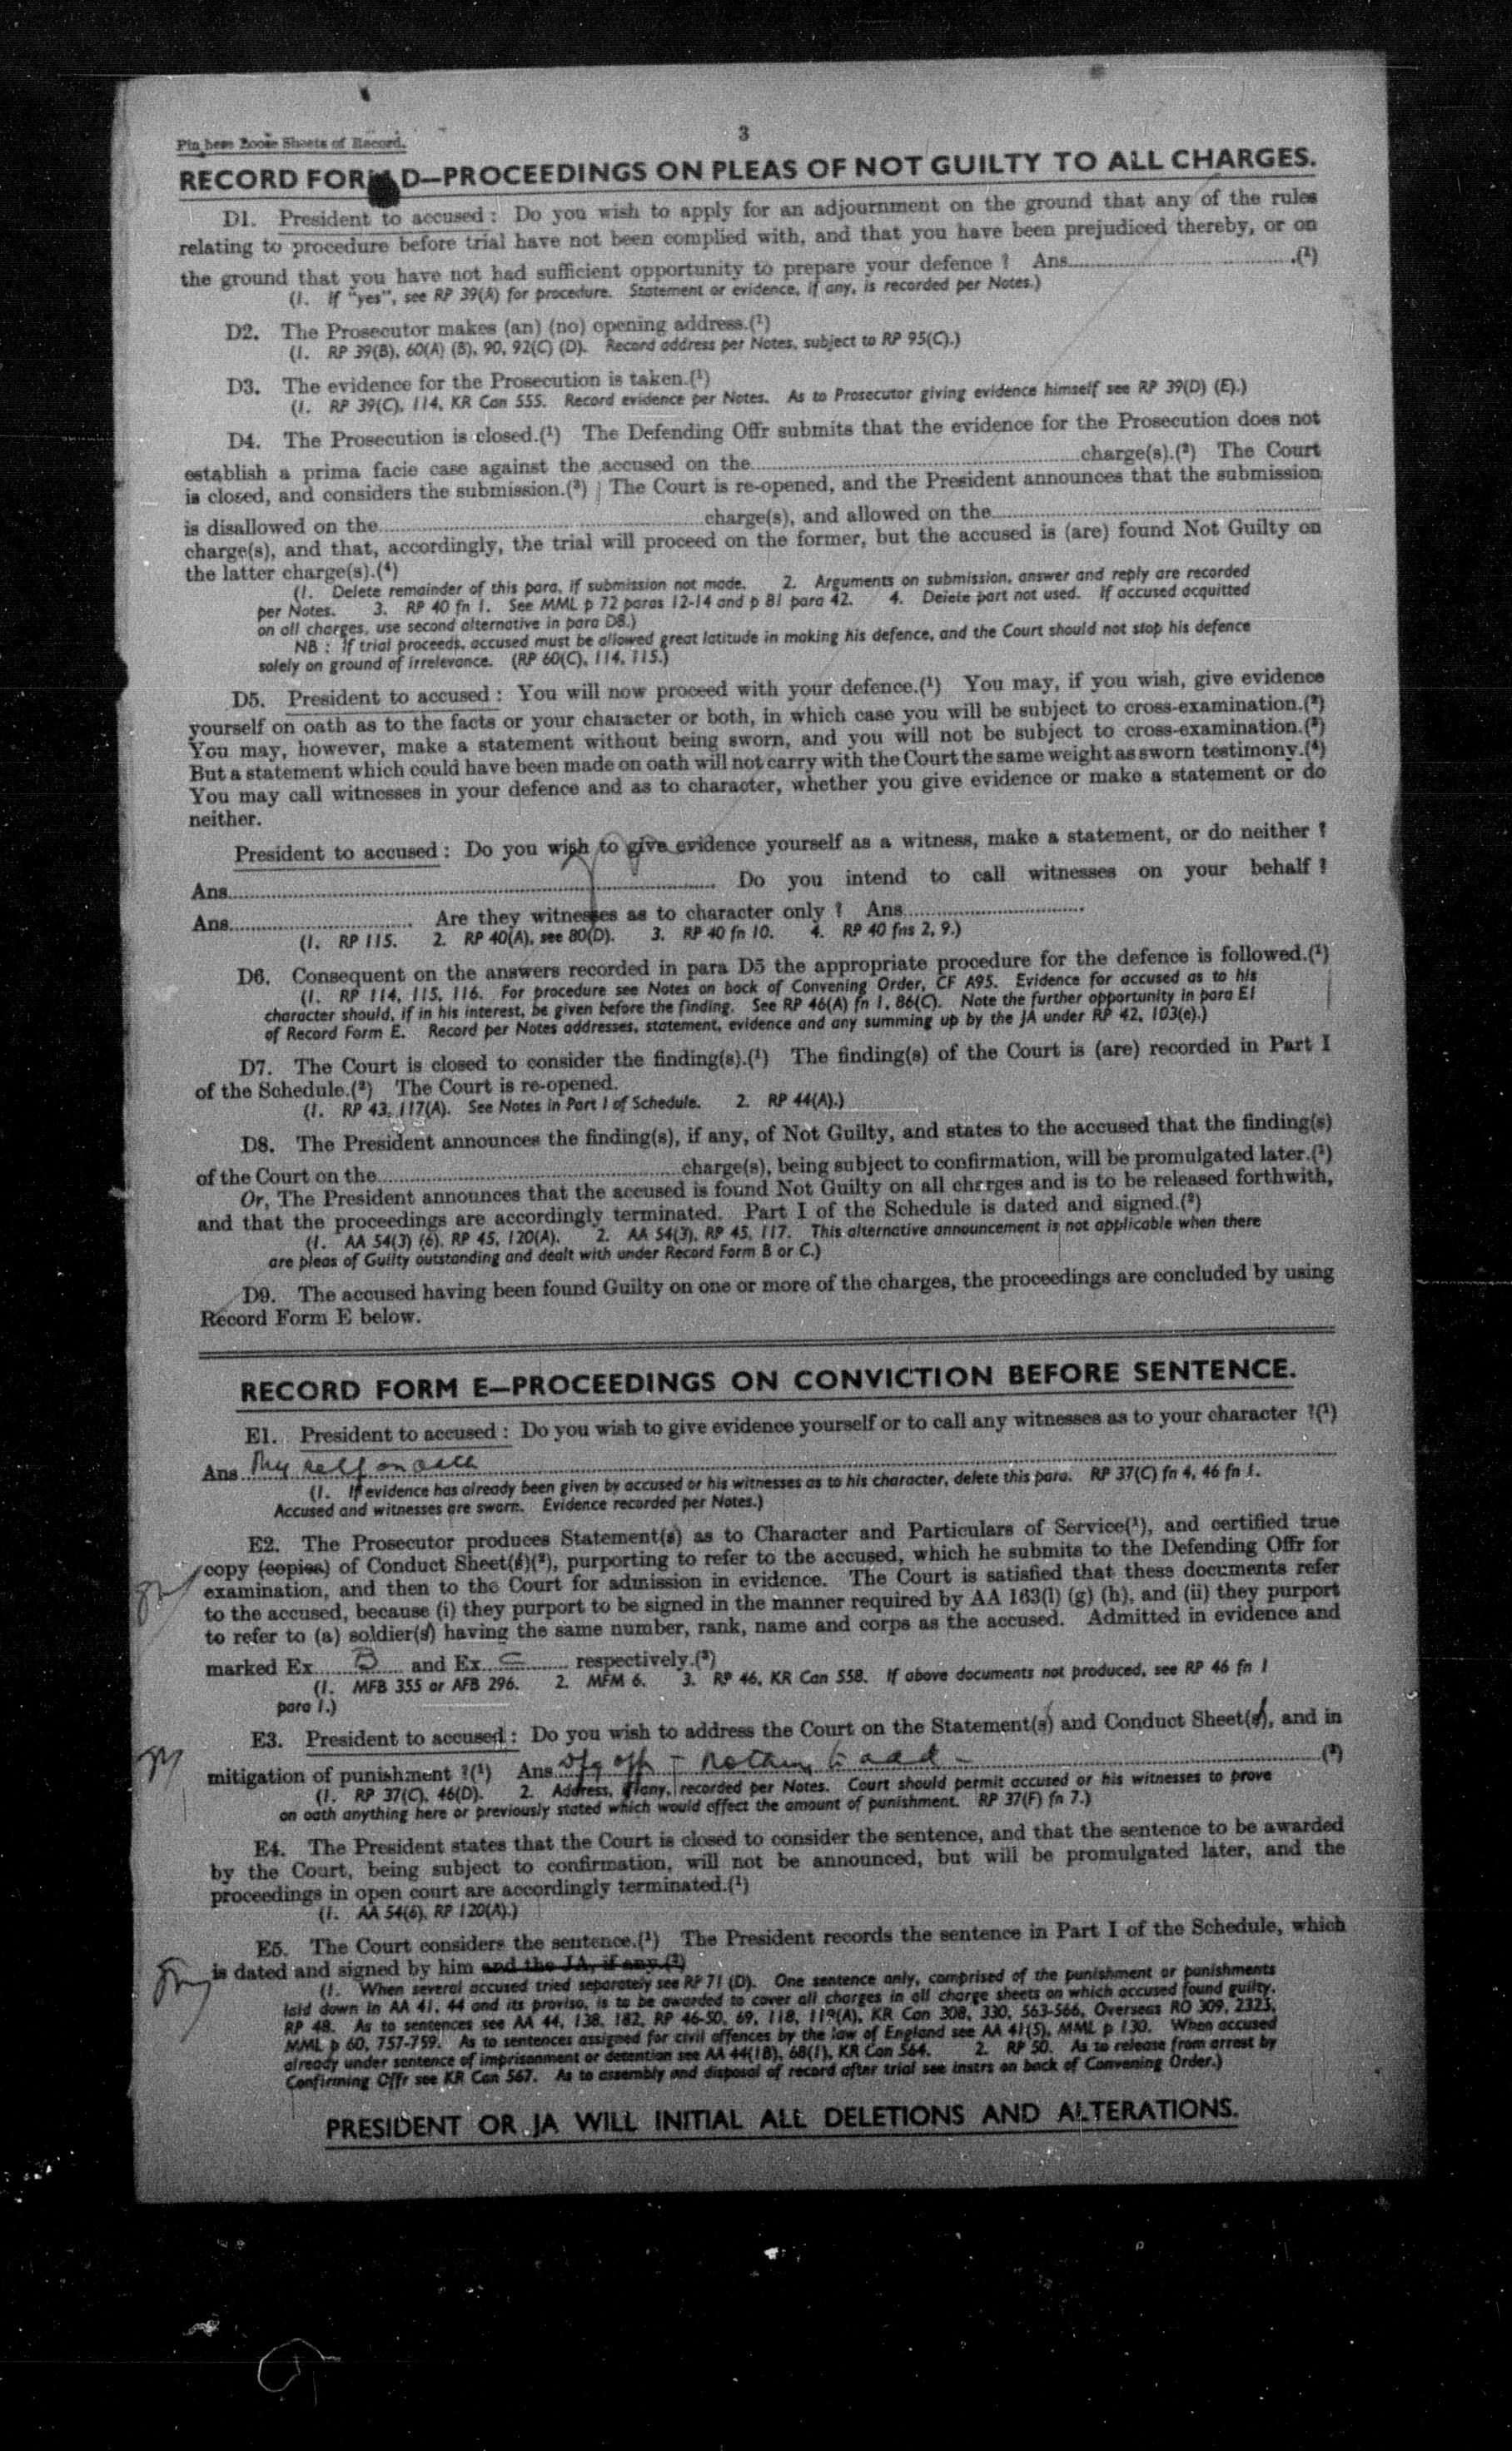 3
Pin here Loose Sheets of Record.
RECORD FORM D—PROCEEDINGS ON PLEAS OF NOT GUILTY TO ALL CHARGES.
D1. President to accused: Do you wish to apply for an adjournment on the ground that any of the rules
relating to procedure before trial have not been complied with, and that you have been prejudiced thereby, or on
the ground that you have not had sufficient opportunity to prepare your defence ? Ans.....(¹)
(1. If "yes", see RP 39(A) for procedure. Statement or evidence, if any, is recorded per Notes.)
D2. The Prosecutor makes (an) (no) opening address.(¹)
(1. RP 39(B), 60(A) (B), 90, 92(C) (D). Record address per Notes, subject to RP 95(C).)
D3. The evidence for the Prosecution is taken.(¹)
(1. RP 39(C), 114, KR Can 555. Record evidence per Notes. As to Prosecutor giving evidence himself see RP 39(D) (E).)
D4. The Prosecution is closed.(¹) The Defending Offr submits that the evidence for the Prosecution does not
establish a prima facie case against the accused on the.....charge(s).(²) The Court
is closed, and considers the submission.(³) The Court is re-opened, and the President announces that the submission
is disallowed on the.....charge(s), and allowed on the.....
charge(s), and that, accordingly, the trial will proceed on the former, but the accused is (are) found Not Guilty on
the latter charge(s).(⁴)
(1. Delete remainder of this para, if submission not made. 2. Arguments on submission, answer and reply are recorded
per Notes. 3. RP 40 fn 1. See MML p 72 paras 12-14 and p 81 para 42. 4. Delete part not used. If accused acquitted
on all charges, use second alternative in para D8.)
NB : If trial proceeds, accused must be allowed great latitude in making his defence, and the Court should not stop his defence
solely on ground of irrelevance. (RP 60(C), 114, 115.)
D5. President to accused : You will now proceed with your defence.(¹) You may, if you wish, give evidence
yourself on oath as to the facts or your character or both, in which case you will be subject to cross-examination.(²)
You may, however, make a statement without being sworn, and you will not be subject to cross-examination.(³)
But a statement which could have been made on oath will not carry with the Court the same weight as sworn testimony.(⁴)
You may call witnesses in your defence and as to character, whether you give evidence or make a statement or do
neither.
President to accused : Do you wish to give evidence yourself as a witness, make a statement, or do neither ?
Ans..... Do you intend to call witnesses on your behalf ?
Ans..... Are they witnesses as to character only ? Ans.....
(1. RP 115. 2. RP 40(A), see 80(D). 3. RP 40 fn 10. 4. RP 40 fns 2, 9.)
D6. Consequent on the answers recorded in para D5 the appropriate procedure for the defence is followed.(¹)
(1. RP 114, 115, 116. For procedure see Notes on back of Convening Order, CF A95. Evidence for accused as to his
character should, if in his interest, be given before the finding. See RP 46(A) fn 1, 86(C). Note the further opportunity in para E1
of Record Form E. Record per Notes addresses, statement, evidence and any summing up by the JA under RP 42, 103(e).)
D7. The Court is closed to consider the finding(s).(¹) The finding(s) of the Court is (are) recorded in Part I
of the Schedule.(²) The Court is re-opened.
(1. RP 43, 117(A). See Notes in Part I of Schedule. 2. RP 44(A).)
D8. The President announces the finding(s), if any, of Not Guilty, and states to the accused that the finding(s)
of the Court on the.....charge(s), being subject to confirmation, will be promulgated later.(¹)
Or, The President announces that the accused is found Not Guilty on all charges and is to be released forthwith,
and that the proceedings are accordingly terminated. Part I of the Schedule is dated and signed.(²)
(1. AA 54(3) (6), RP 45, 120(A). 2. AA 54(3), RP 45, 117. This alternative announcement is not applicable when there
are pleas of Guilty outstanding and dealt with under Record Form B or C.)
D9. The accused having been found Guilty on one or more of the charges, the proceedings are concluded by using
Record Form E below.
RECORD FORM E—PROCEEDINGS ON CONVICTION BEFORE SENTENCE.
E1. President to accused : Do you wish to give evidence yourself or to call any witnesses as to your character ?(¹)
Ans My self on oath
(1. If evidence has already been given by accused or his witnesses as to his character, delete this para. RP 37(C) fn 4, 46 fn 1.
Accused and witnesses are sworn. Evidence recorded per Notes.)
E2. The Prosecutor produces Statement(s) as to Character and Particulars of Service(¹), and certified true
copy (copies) of Conduct Sheet(s)(²), purporting to refer to the accused, which he submits to the Defending Offr for
examination, and then to the Court for admission in evidence. The Court is satisfied that these documents refer
to the accused, because (i) they purport to be signed in the manner required by AA 163(1) (g) (h), and (ii) they purport
to refer to (a) soldier(s) having the same number, rank, name and corps as the accused. Admitted in evidence and
marked Ex B and Ex C respectively.(³)
(1. MFB 355 or AFB 296. 2. MFM 6. 3. RP 46, KR Can 558. If above documents not produced, see RP 46 fn 1
para 1.)
E3. President to accused : Do you wish to address the Court on the Statement(s) and Conduct Sheet(s), and in
mitigation of punishment ?(¹) Ans Dfg off - Nothing to add - (²)
(1. RP 37(C), 46(D). 2. Address, if any, recorded per Notes. Court should permit accused or his witnesses to prove
on oath anything here or previously stated which would affect the amount of punishment. RP 37(F) fn 7.)
E4. The President states that the Court is closed to consider the sentence, and that the sentence to be awarded
by the Court, being subject to confirmation, will not be announced, but will be promulgated later, and the
proceedings in open court are accordingly terminated.(¹)
(1. AA 54(6), RP 120(A).)
E5. The Court considers the sentence.(¹) The President records the sentence in Part I of the Schedule, which
is dated and signed by him and the JA, if any.(²)
(1. When several accused tried separately see RP 71 (D). One sentence only, comprised of the punishment or punishments
laid down in AA 41, 44 and its proviso, is to be awarded to cover all charges in all charge sheets on which accused found guilty.
RP 48. As to sentences see AA 44, 138, 182, RP 46-50, 69, 118, 119(A), KR Can 308, 330, 563-566, Overseas RO 309, 2325,
MML p 60, 757-759. As to sentences assigned for civil offences by the law of England see AA 41(5), MML p 130. When accused
already under sentence of imprisonment or detention see AA 44(1B), 68(1), KR Can 564. 2. RP 50. As to release from arrest by
Confirming Offr see KR Can 567. As to assembly and disposal of record after trial see instrs on back of Convening Order.)
PRESIDENT OR JA WILL INITIAL ALL DELETIONS AND ALTERATIONS.